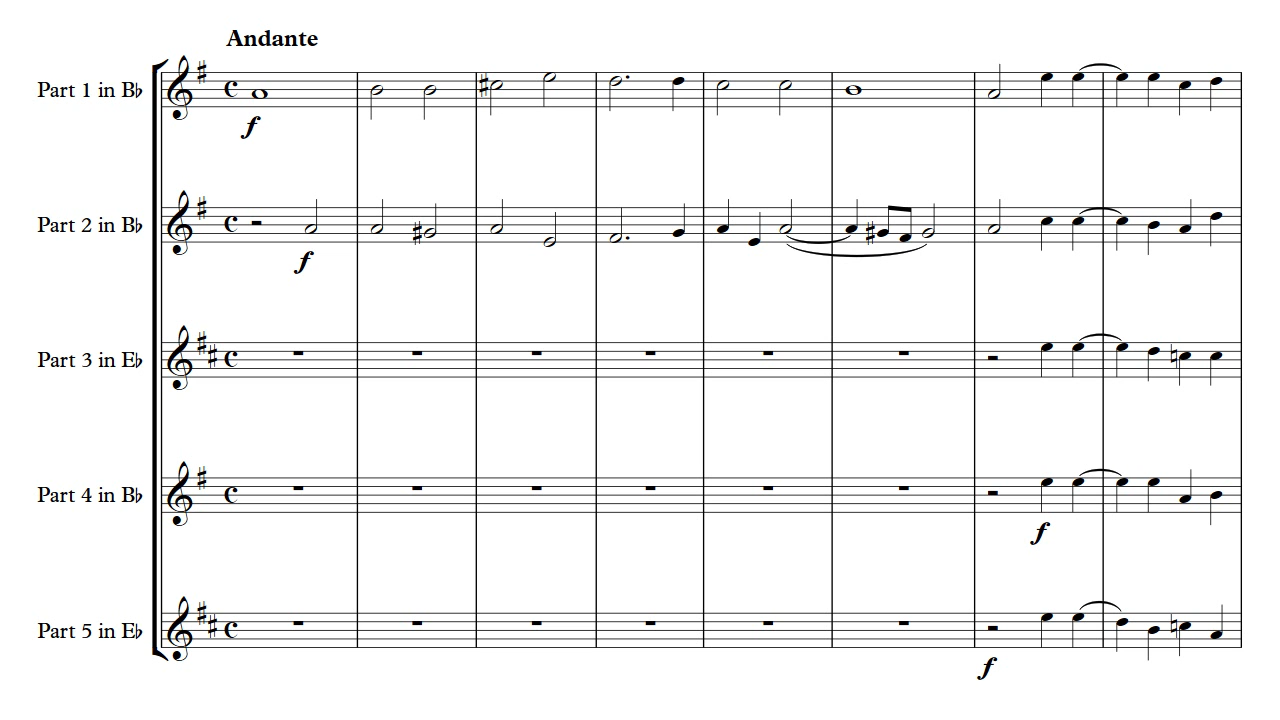 Andante
Part 1 in B♭
f
Part 2 in B♭
f
Part 3 in E♭
Part 4 in B♭
f
Part 5 in E♭
f